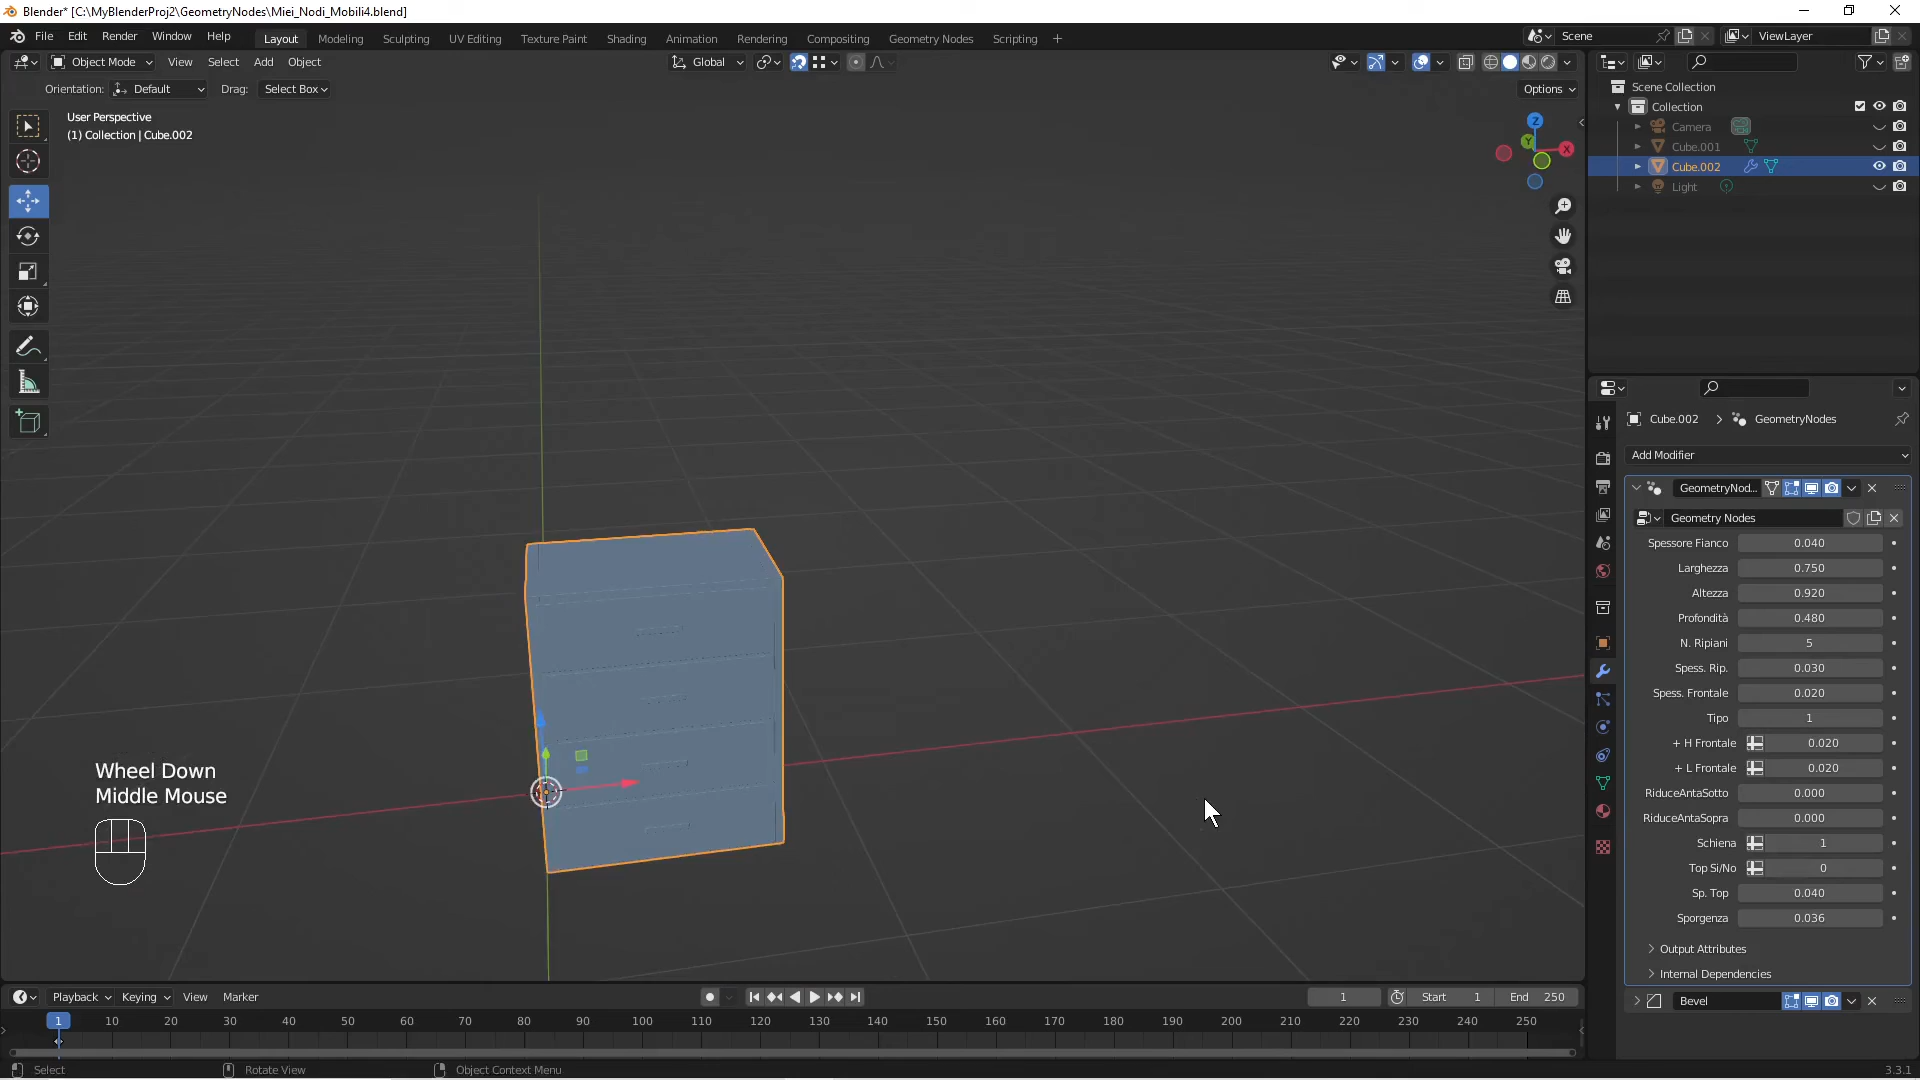 Blender* [C:\MyBlenderProj2\GeometryNodes\Miei_Nodi_Mobili4.blend]
File Edit Render Window Help Layout Modeling Sculpting UV Editing Texture Paint Shading Animation Rendering Compositing Geometry Nodes Scripting + Scene ViewLayer
Object Mode View Select Add Object Global
Orientation: Default Drag: Select Box Options
User Perspective
(1) Collection | Cube.002
Z
Y
X
Wheel Down
Middle Mouse
Scene Collection
Collection
Camera
Cube.001
Cube.002
Light
Cube.002 > GeometryNodes
Add Modifier
GeometryNod...
Geometry Nodes
Spessore Fianco 0.040
Larghezza 0.750
Altezza 0.920
Profondità 0.480
N. Ripiani 5
Spess. Rip. 0.030
Spess. Frontale 0.020
Tipo 1
+ H Frontale 0.020
+ L Frontale 0.020
RiduceAntaSotto 0.000
RiduceAntaSopra 0.000
Schiena 1
Top Si/No 0
Sp. Top 0.040
Sporgenza 0.036
Output Attributes
Internal Dependencies
Bevel
Playback Keying View Marker 1 Start 1 End 250
1 10 20 30 40 50 60 70 80 90 100 110 120 130 140 150 160 170 180 190 200 210 220 230 240 250
Select Rotate View Object Context Menu 3.3.1